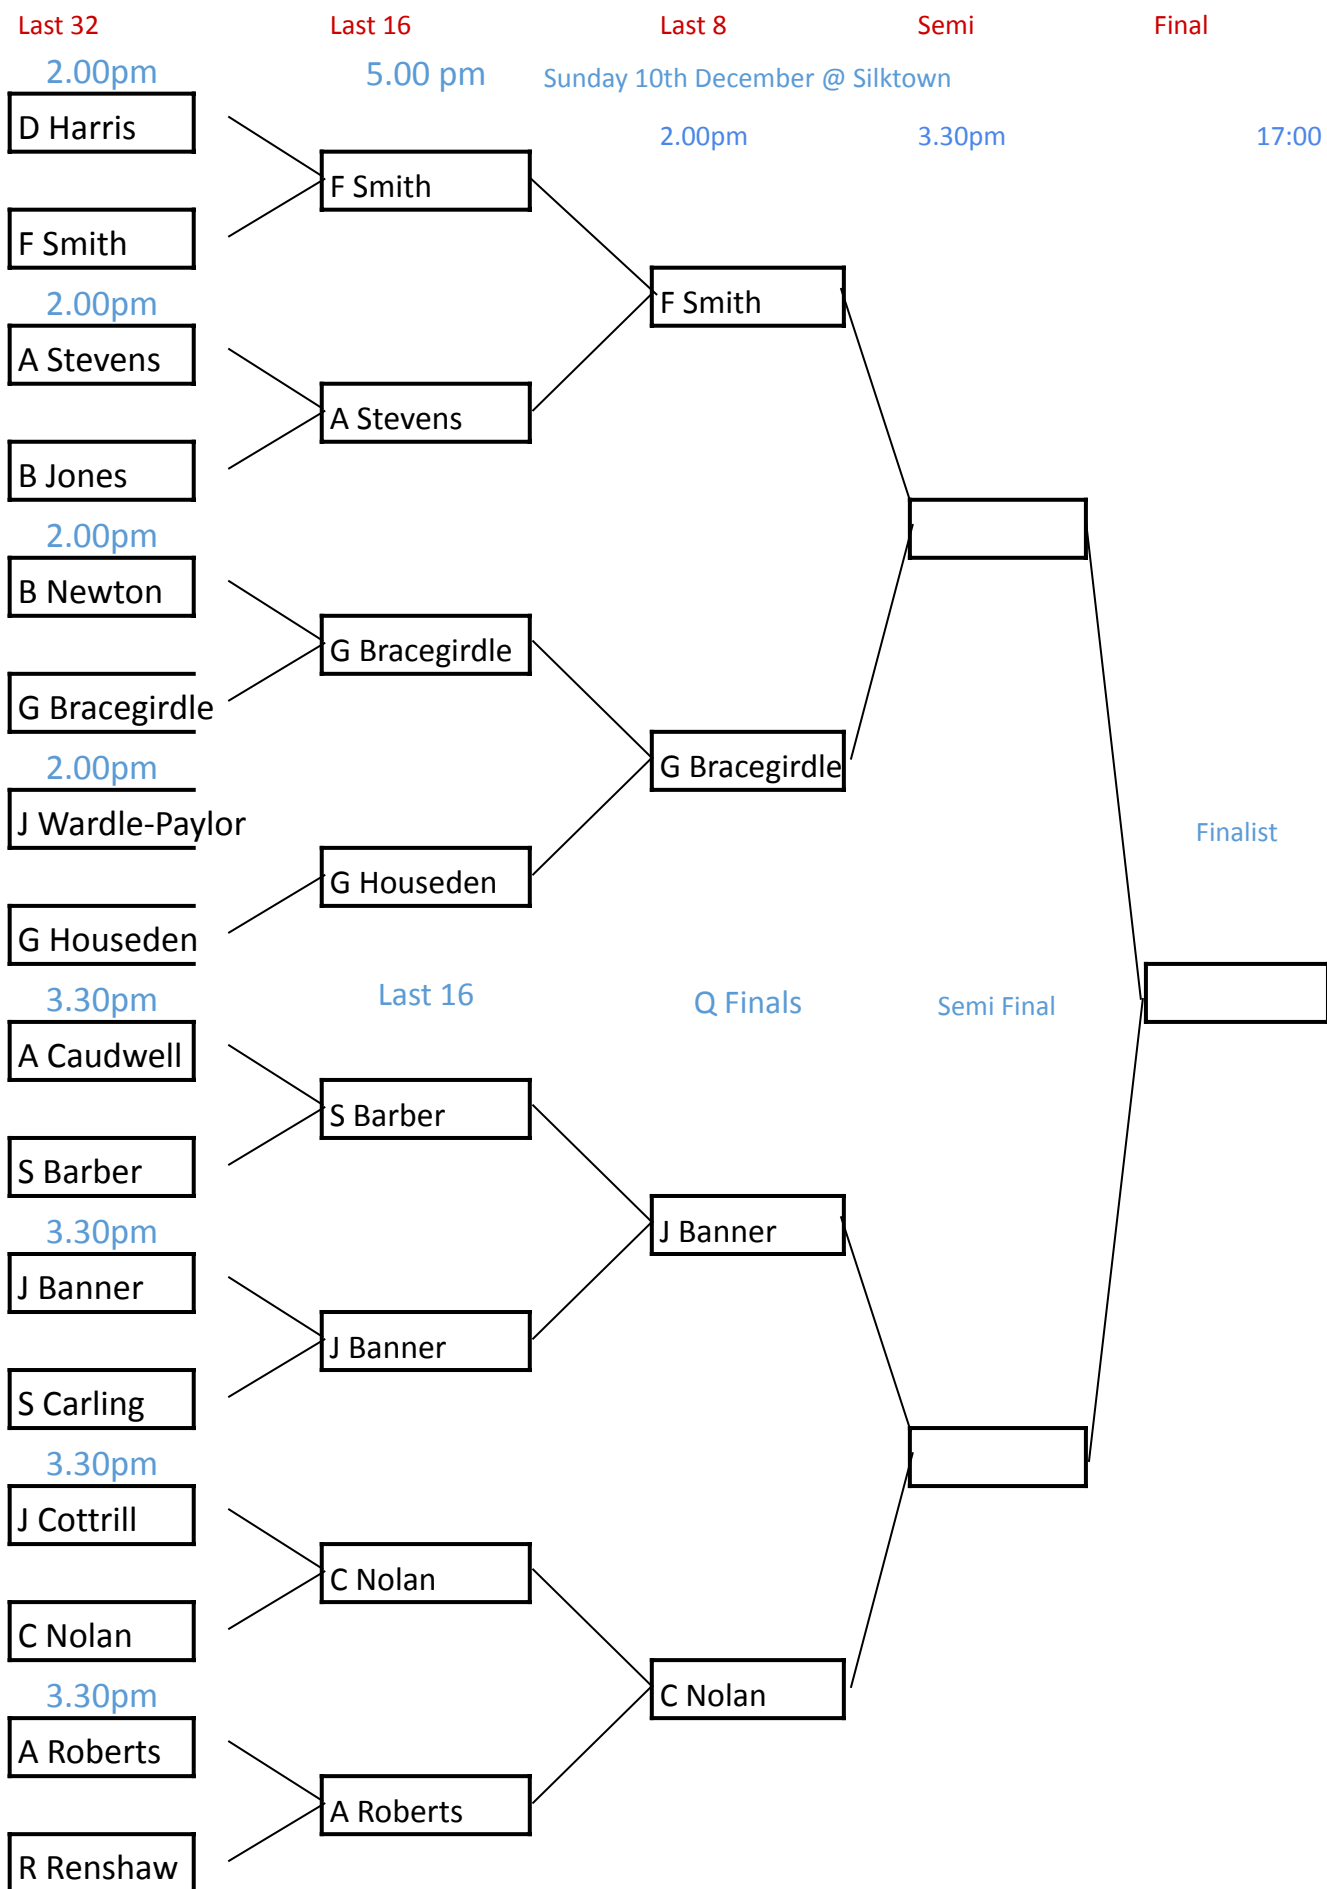 Last 32 Last 16 Last 8 Semi Final
2.00pm 5.00 pm Sunday 10th December @ Silktown
D Harris 2.00pm 3.30pm 17:00
F Smith
F Smith
2.00pm
F Smith
A Stevens
A Stevens
B Jones
2.00pm
B Newton
G Bracegirdle
G Bracegirdle
2.00pm
G Bracegirdle
J Wardle-Paylor
Finalist
G Houseden
G Houseden
3.30pm Last 16 Q Finals Semi Final
A Caudwell
S Barber
S Barber
3.30pm
J Banner
J Banner
J Banner
S Carling
3.30pm
J Cottrill
C Nolan
C Nolan
3.30pm
C Nolan
A Roberts
A Roberts
R Renshaw